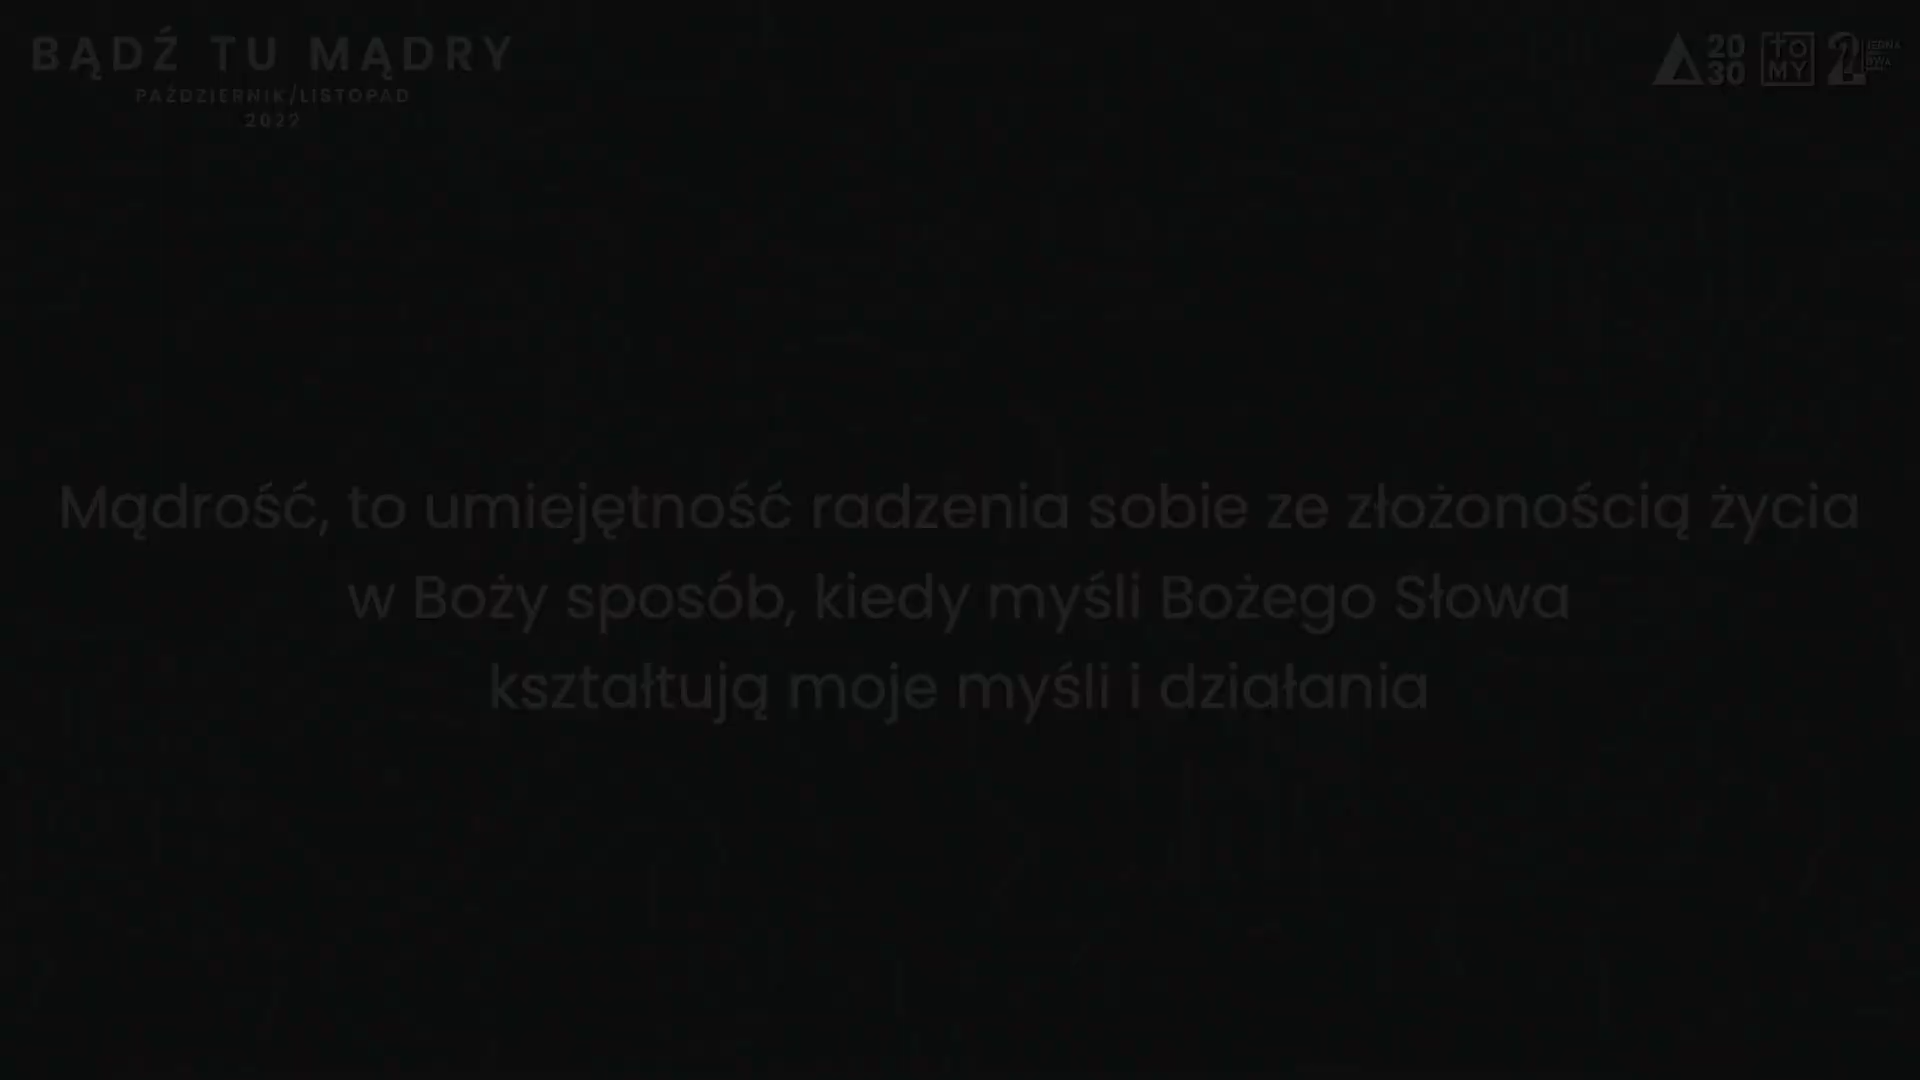 BĄDŹ TU MĄDRY
PAŹDZIERNIK/LISTOPAD
2022
20
30
TO
MY
2
Mądrość, to umiejętność radzenia sobie ze złożonością życia
w Boży sposób, kiedy myśli Bożego Słowa
kształtują moje myśli i działania